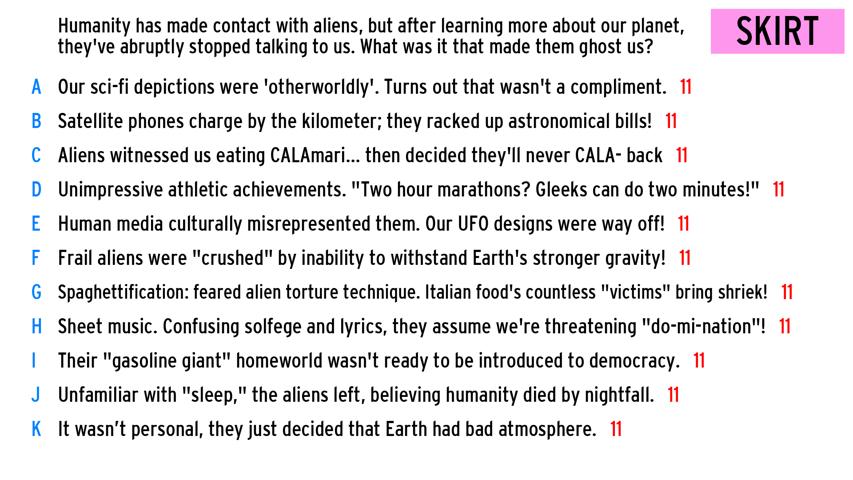 Humanity has made contact with aliens, but after learning more about our planet,
they've abruptly stopped talking to us. What was it that made them ghost us?
SKIRT
A Our sci-fi depictions were 'otherworldly'. Turns out that wasn't a compliment. 11
B Satellite phones charge by the kilometer; they racked up astronomical bills! 11
C Aliens witnessed us eating CALAmari... then decided they'll never CALA- back 11
D Unimpressive athletic achievements. "Two hour marathons? Gleeks can do two minutes!" 11
E Human media culturally misrepresented them. Our UFO designs were way off! 11
F Frail aliens were "crushed" by inability to withstand Earth's stronger gravity! 11
G Spaghettification: feared alien torture technique. Italian food's countless "victims" bring shriek! 11
H Sheet music. Confusing solfege and lyrics, they assume we're threatening "do-mi-nation"! 11
I Their "gasoline giant" homeworld wasn't ready to be introduced to democracy. 11
J Unfamiliar with "sleep," the aliens left, believing humanity died by nightfall. 11
K It wasn’t personal, they just decided that Earth had bad atmosphere. 11